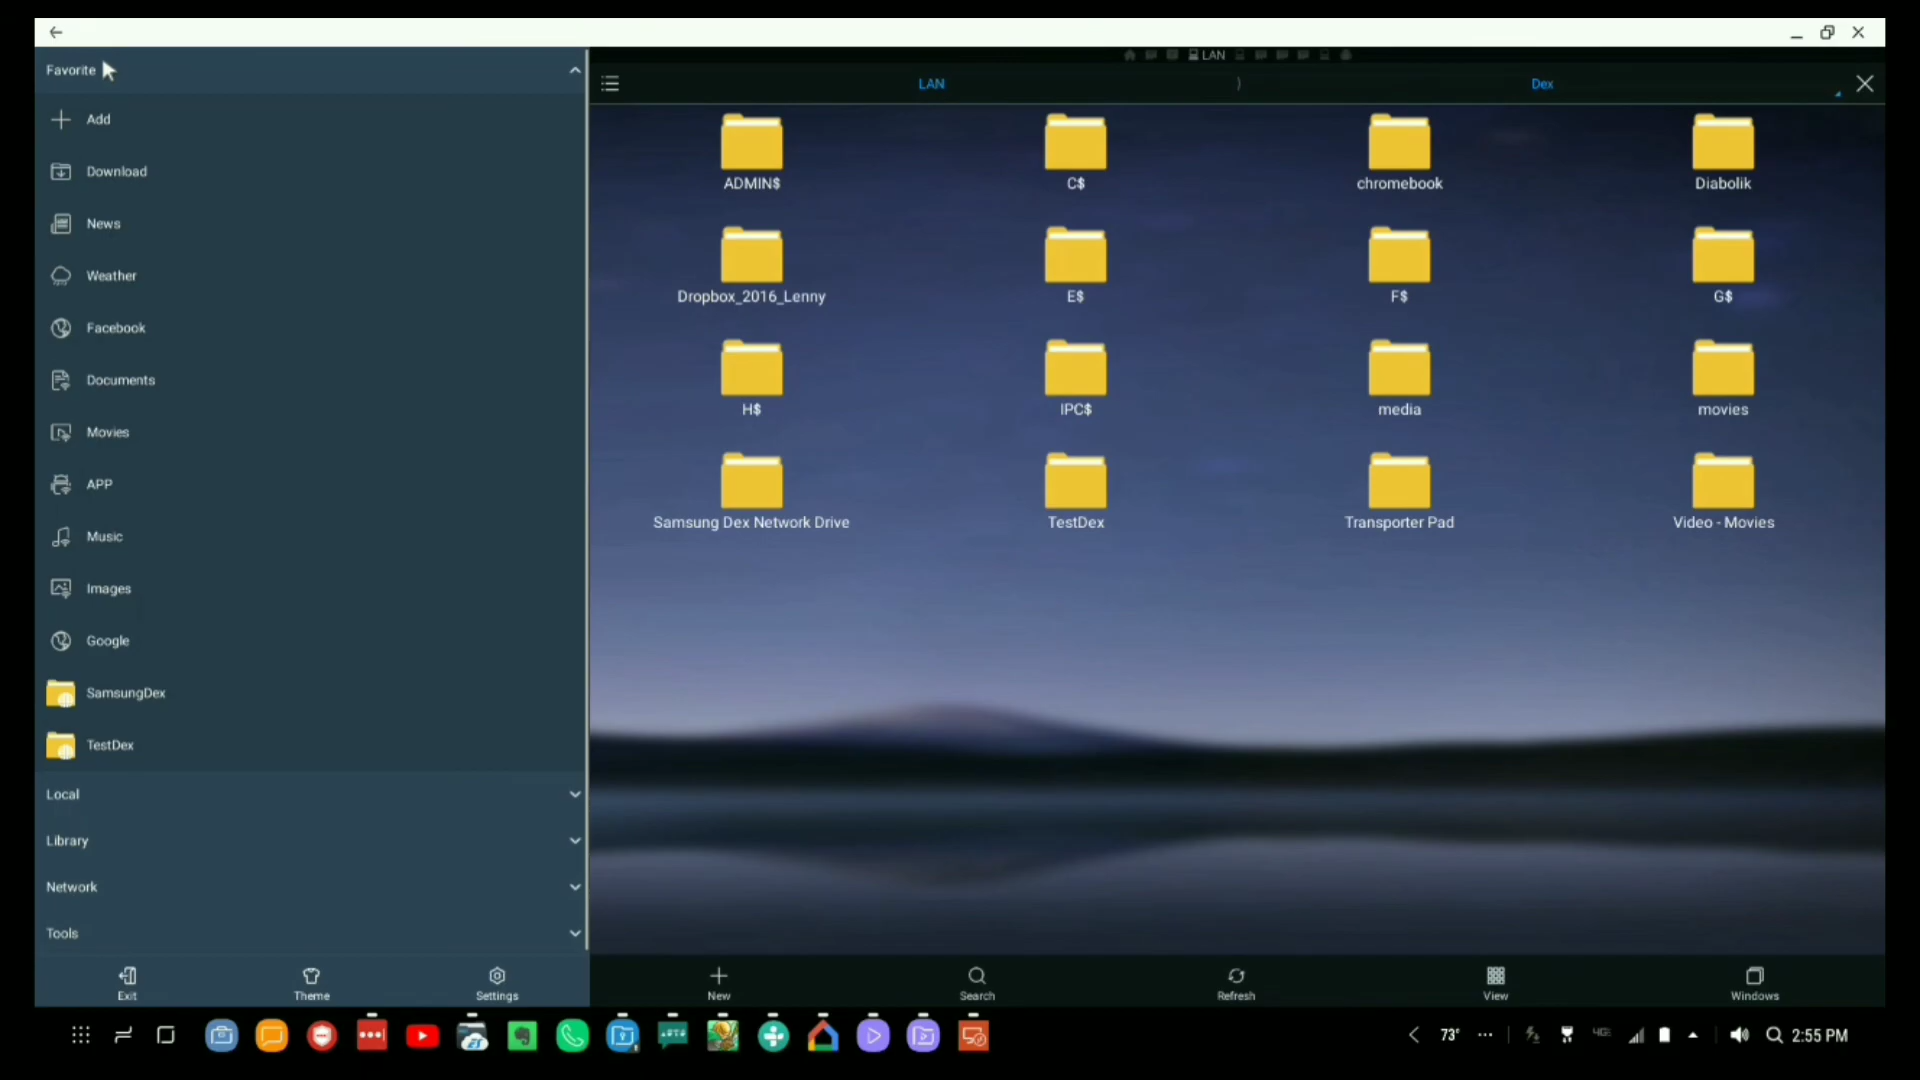 Favorite
Add
Download
News
Weather
Facebook
Documents
Movies
APP
Music
Images
Google
SamsungDex
TestDex
Local
Library
Network
Tools
Exit
Theme
Settings
LAN
LAN
Dex
ADMIN$
C$
chromebook
Diabolik
Dropbox_2016_Lenny
E$
F$
G$
H$
IPC$
media
movies
Samsung Dex Network Drive
TestDex
Transporter Pad
Video - Movies
New
Search
Refresh
View
Windows
73°
2:55 PM